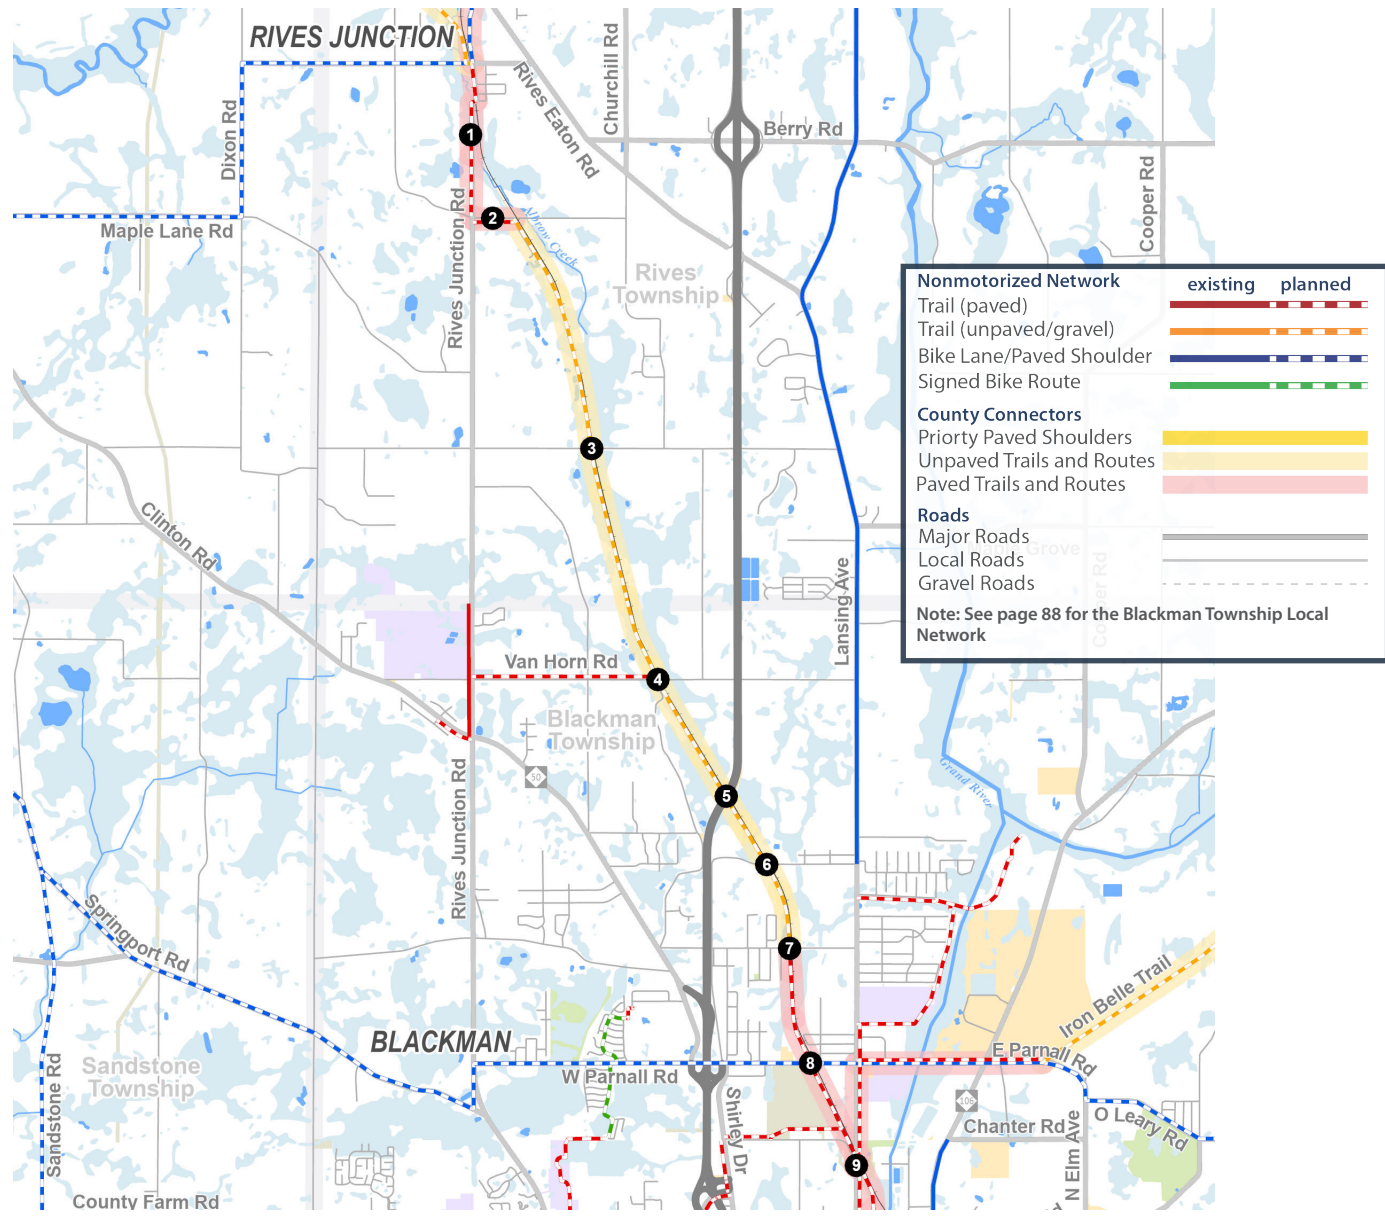 RIVES JUNCTION
Dixon Rd
Churchill Rd
Rives Eaton Rd
Berry Rd
1
Cooper Rd
2
Maple Lane Rd
Rives Junction Rd
Albrow Creek
Rives
Township
Nonmotorized Network existing planned
Trail (paved)
Trail (unpaved/gravel)
Bike Lane/Paved Shoulder
Signed Bike Route
County Connectors
Priorty Paved Shoulders
Unpaved Trails and Routes
Paved Trails and Routes
Roads
Major Roads
Local Roads
Gravel Roads
Note: See page 88 for the Blackman Township Local
Network
Maple Grove
Cooper Rd
3
Clinton Rd
Lansing Ave
Van Horn Rd
4
Blackman
Township
50
Rives Junction Rd
5
Grand River
6
Springport Rd
7
Iron Belle Trail
BLACKMAN
E Parnall Rd
8
W Parnall Rd
Sandstone
Township
Sandstone Rd
Shirley Dr
106
Chanter Rd
N Elm Ave
O Leary Rd
9
County Farm Rd
Rd